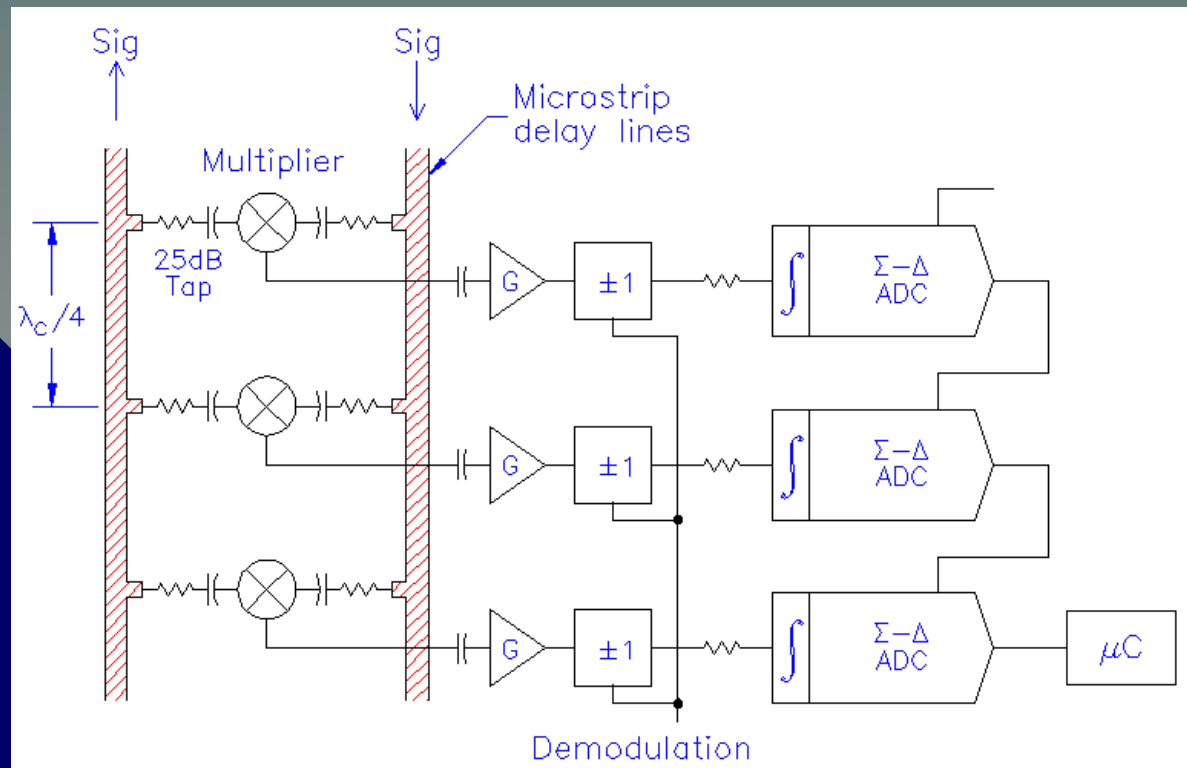 Sig
Sig
Microstrip
delay lines
Multiplier
25dB
Tap
λc/4
G
±1
∫
Σ−Δ
ADC
G
±1
∫
Σ−Δ
ADC
G
±1
∫
Σ−Δ
ADC
μC
Demodulation